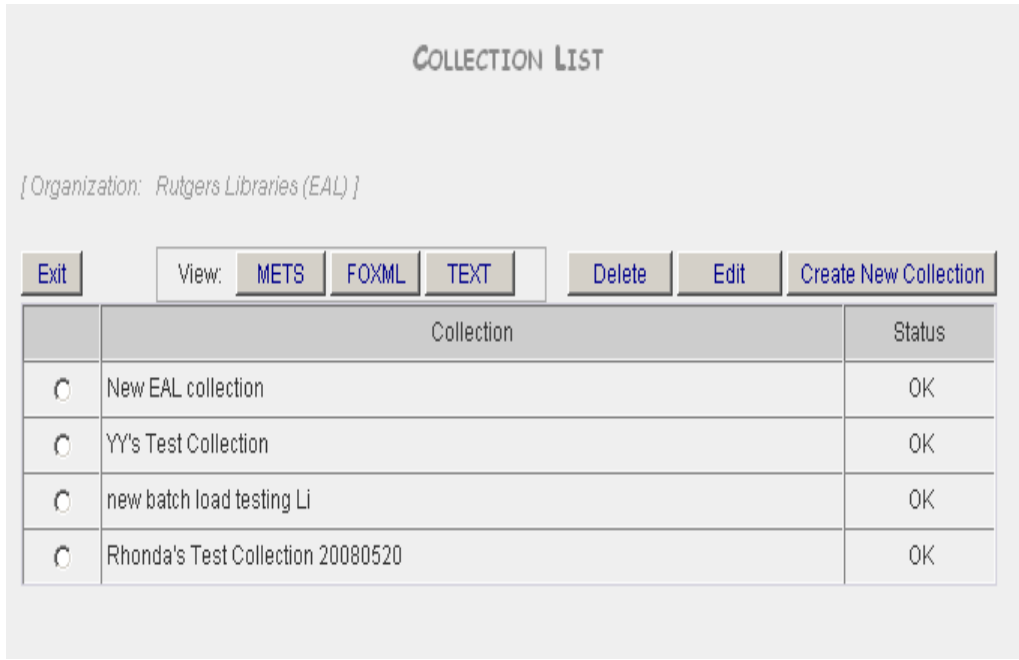 COLLECTION LIST
[ Organization: Rutgers Libraries (EAL) ]
Exit View: METS FOXML TEXT Delete Edit Create New Collection
Collection Status
New EAL collection OK
YY's Test Collection OK
new batch load testing Li OK
Rhonda's Test Collection 20080520 OK